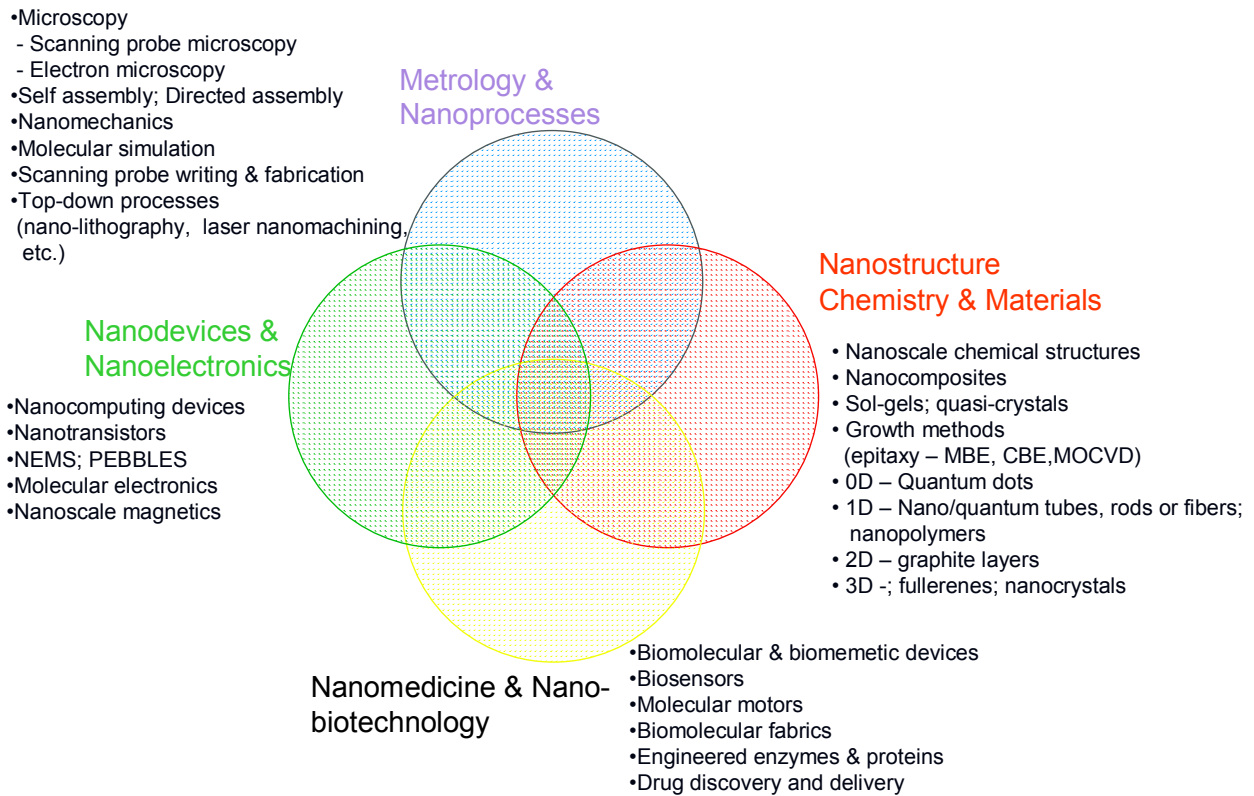 •Microscopy
- Scanning probe microscopy
- Electron microscopy
•Self assembly; Directed assembly
•Nanomechanics
•Molecular simulation
•Scanning probe writing & fabrication
•Top-down processes
(nano-lithography, laser nanomachining,
etc.)
Metrology &
Nanoprocesses
Nanostructure
Chemistry & Materials
• Nanoscale chemical structures
• Nanocomposites
• Sol-gels; quasi-crystals
• Growth methods
(epitaxy – MBE, CBE,MOCVD)
• 0D – Quantum dots
• 1D – Nano/quantum tubes, rods or fibers;
nanopolymers
• 2D – graphite layers
• 3D -; fullerenes; nanocrystals
Nanodevices &
Nanoelectronics
•Nanocomputing devices
•Nanotransistors
•NEMS; PEBBLES
•Molecular electronics
•Nanoscale magnetics
Nanomedicine & Nano-
biotechnology
•Biomolecular & biomemetic devices
•Biosensors
•Molecular motors
•Biomolecular fabrics
•Engineered enzymes & proteins
•Drug discovery and delivery